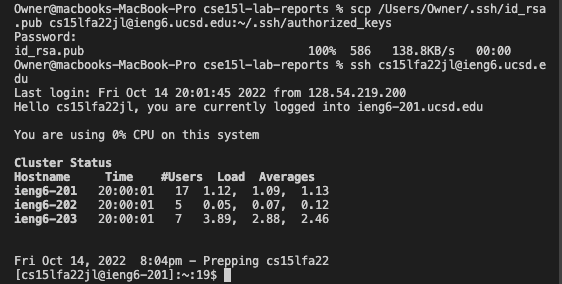 Owner@macbooks-MacBook-Pro cse15l-lab-reports % scp /Users/Owner/.ssh/id_rsa
.pub cs15lfa22jl@ieng6.ucsd.edu:~/.ssh/authorized_keys
Password:
id_rsa.pub 100% 586 138.8KB/s 00:00
Owner@macbooks-MacBook-Pro cse15l-lab-reports % ssh cs15lfa22jl@ieng6.ucsd.e
du
Last login: Fri Oct 14 20:01:45 2022 from 128.54.219.200
Hello cs15lfa22jl, you are currently logged into ieng6-201.ucsd.edu
You are using 0% CPU on this system
Cluster Status
Hostname Time #Users Load Averages
ieng6-201 20:00:01 17 1.12, 1.09, 1.13
ieng6-202 20:00:01 5 0.05, 0.07, 0.12
ieng6-203 20:00:01 7 3.89, 2.88, 2.46
Fri Oct 14, 2022 8:04pm - Prepping cs15lfa22
[cs15lfa22jl@ieng6-201]:~:19$